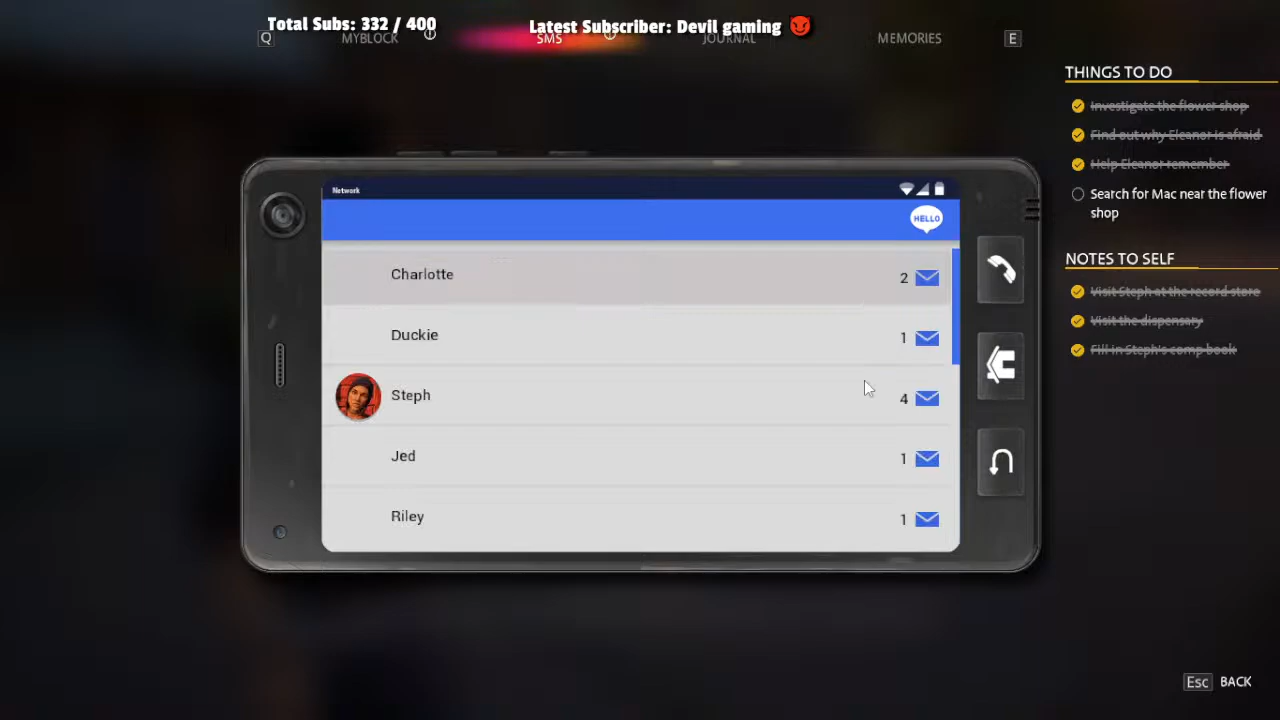 Total Subs: 332 / 400
Latest Subscriber: Devil gaming 😈
Q
MYBLOCK
SMS
JOURNAL
MEMORIES
E
THINGS TO DO
Investigate the flower shop
Find out why Eleanor is afraid
Help Eleanor remember
Search for Mac near the flower
shop
NOTES TO SELF
Visit Steph at the record store
Visit the dispensary
Fill in Steph's comp book
Network
HELLO
Charlotte 2
Duckie 1
Steph 4
Jed 1
Riley 1
Esc BACK